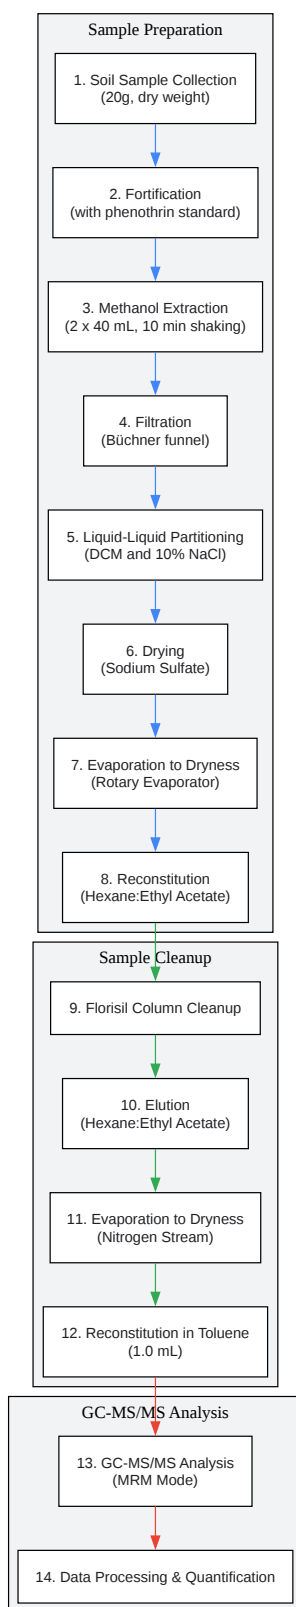 Sample Preparation
1. Soil Sample Collection
(20g, dry weight)
2. Fortification
(with phenothrin standard)
3. Methanol Extraction
(2 x 40 mL, 10 min shaking)
4. Filtration
(Büchner funnel)
5. Liquid-Liquid Partitioning
(DCM and 10% NaCl)
6. Drying
(Sodium Sulfate)
7. Evaporation to Dryness
(Rotary Evaporator)
8. Reconstitution
(Hexane:Ethyl Acetate)
Sample Cleanup
9. Florisil Column Cleanup
10. Elution
(Hexane:Ethyl Acetate)
11. Evaporation to Dryness
(Nitrogen Stream)
12. Reconstitution in Toluene
(1.0 mL)
GC-MS/MS Analysis
13. GC-MS/MS Analysis
(MRM Mode)
14. Data Processing & Quantification